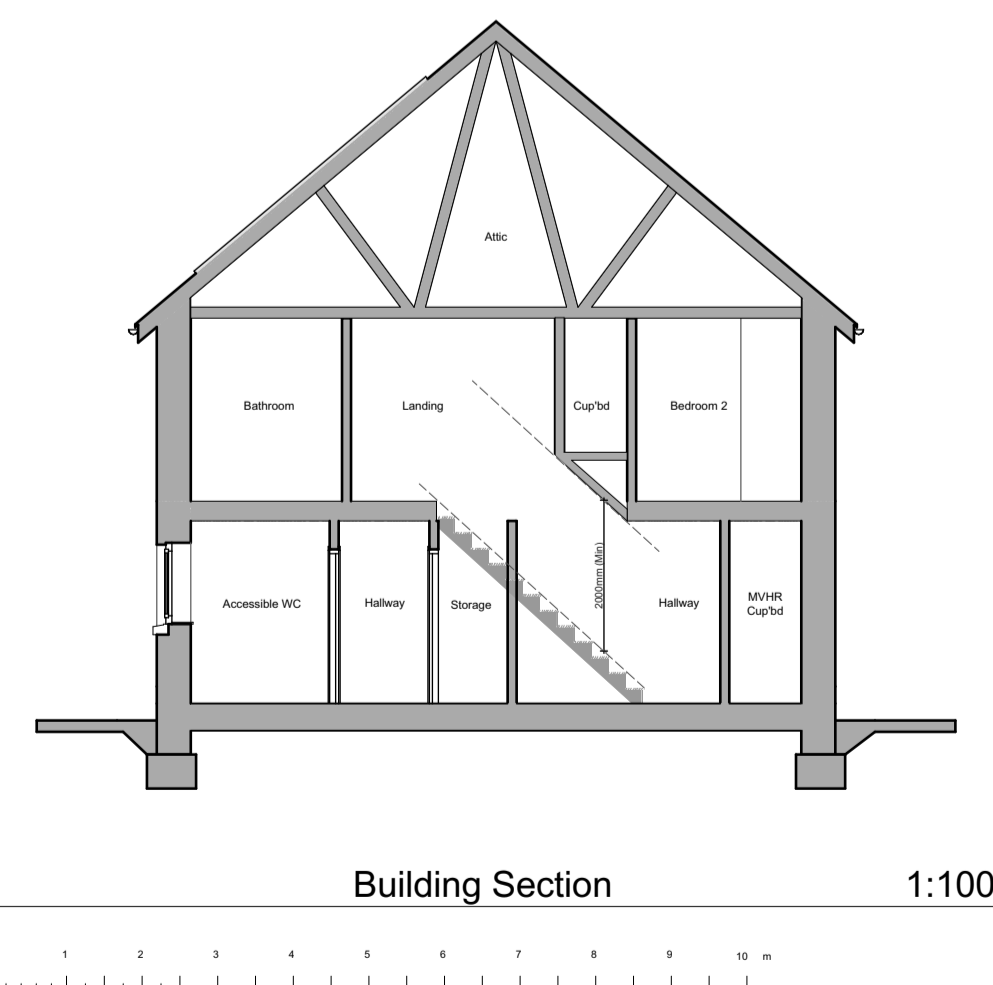 Attic
Bathroom
Landing
Cup'bd
Bedroom 2
2000mm (Min)
Accessible WC
Hallway
Storage
Hallway
MVHR
Cup'bd
Building Section
1:100
1 2 3 4 5 6 7 8 9 10 m